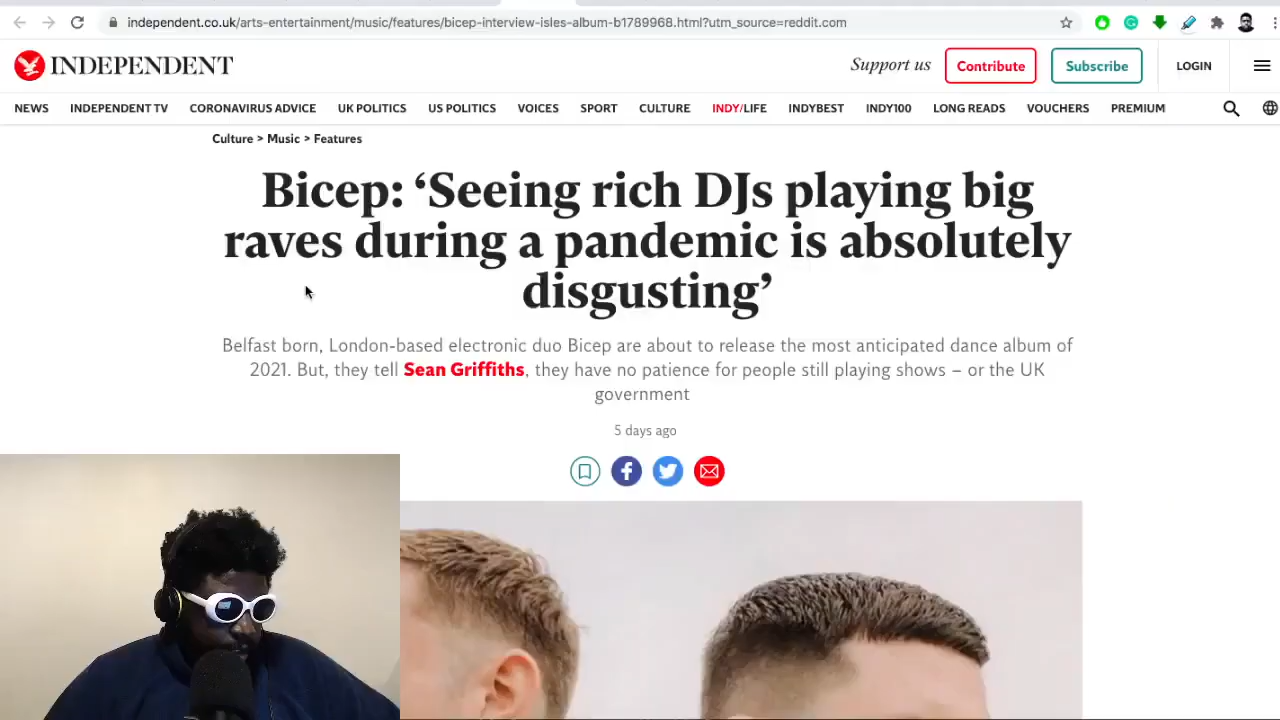 independent.co.uk/arts-entertainment/music/features/bicep-interview-isles-album-b1789968.html?utm_source=reddit.com
INDEPENDENT
Support us
Contribute
Subscribe
LOGIN
NEWS INDEPENDENT TV CORONAVIRUS ADVICE UK POLITICS US POLITICS VOICES SPORT CULTURE INDY/LIFE INDYBEST INDY100 LONG READS VOUCHERS PREMIUM
Culture > Music > Features
Bicep: ‘Seeing rich DJs playing big
raves during a pandemic is absolutely
disgusting’
Belfast born, London-based electronic duo Bicep are about to release the most anticipated dance album of
2021. But, they tell Sean Griffiths, they have no patience for people still playing shows – or the UK
government
5 days ago